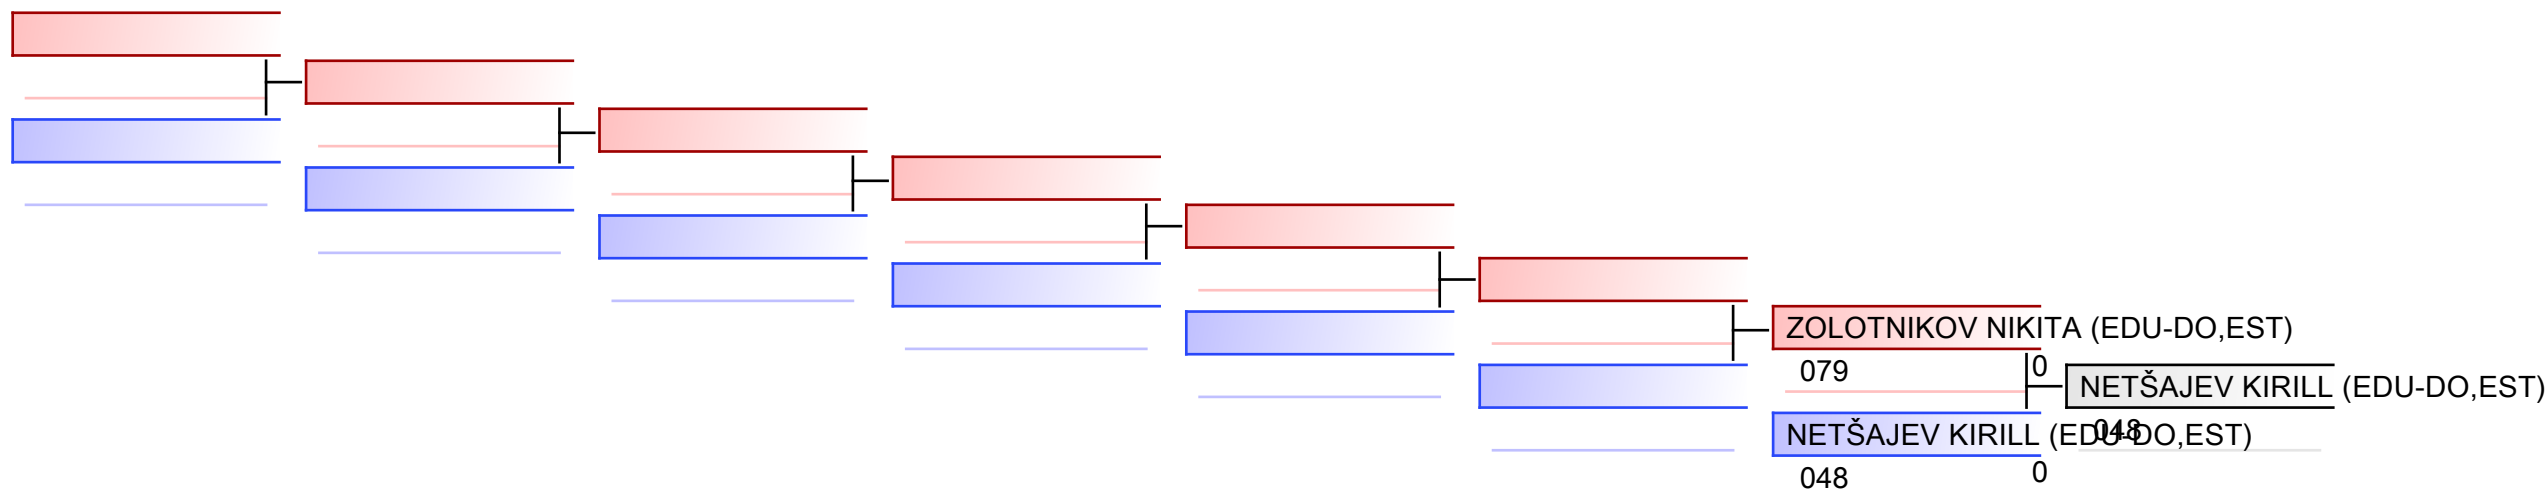 ZOLOTNIKOV NIKITA (EDU-DO,EST)
079 0
NETŠAJEV KIRILL (EDU-DO,EST)
048
NETŠAJEV KIRILL (EDU-DO,EST)
048 0